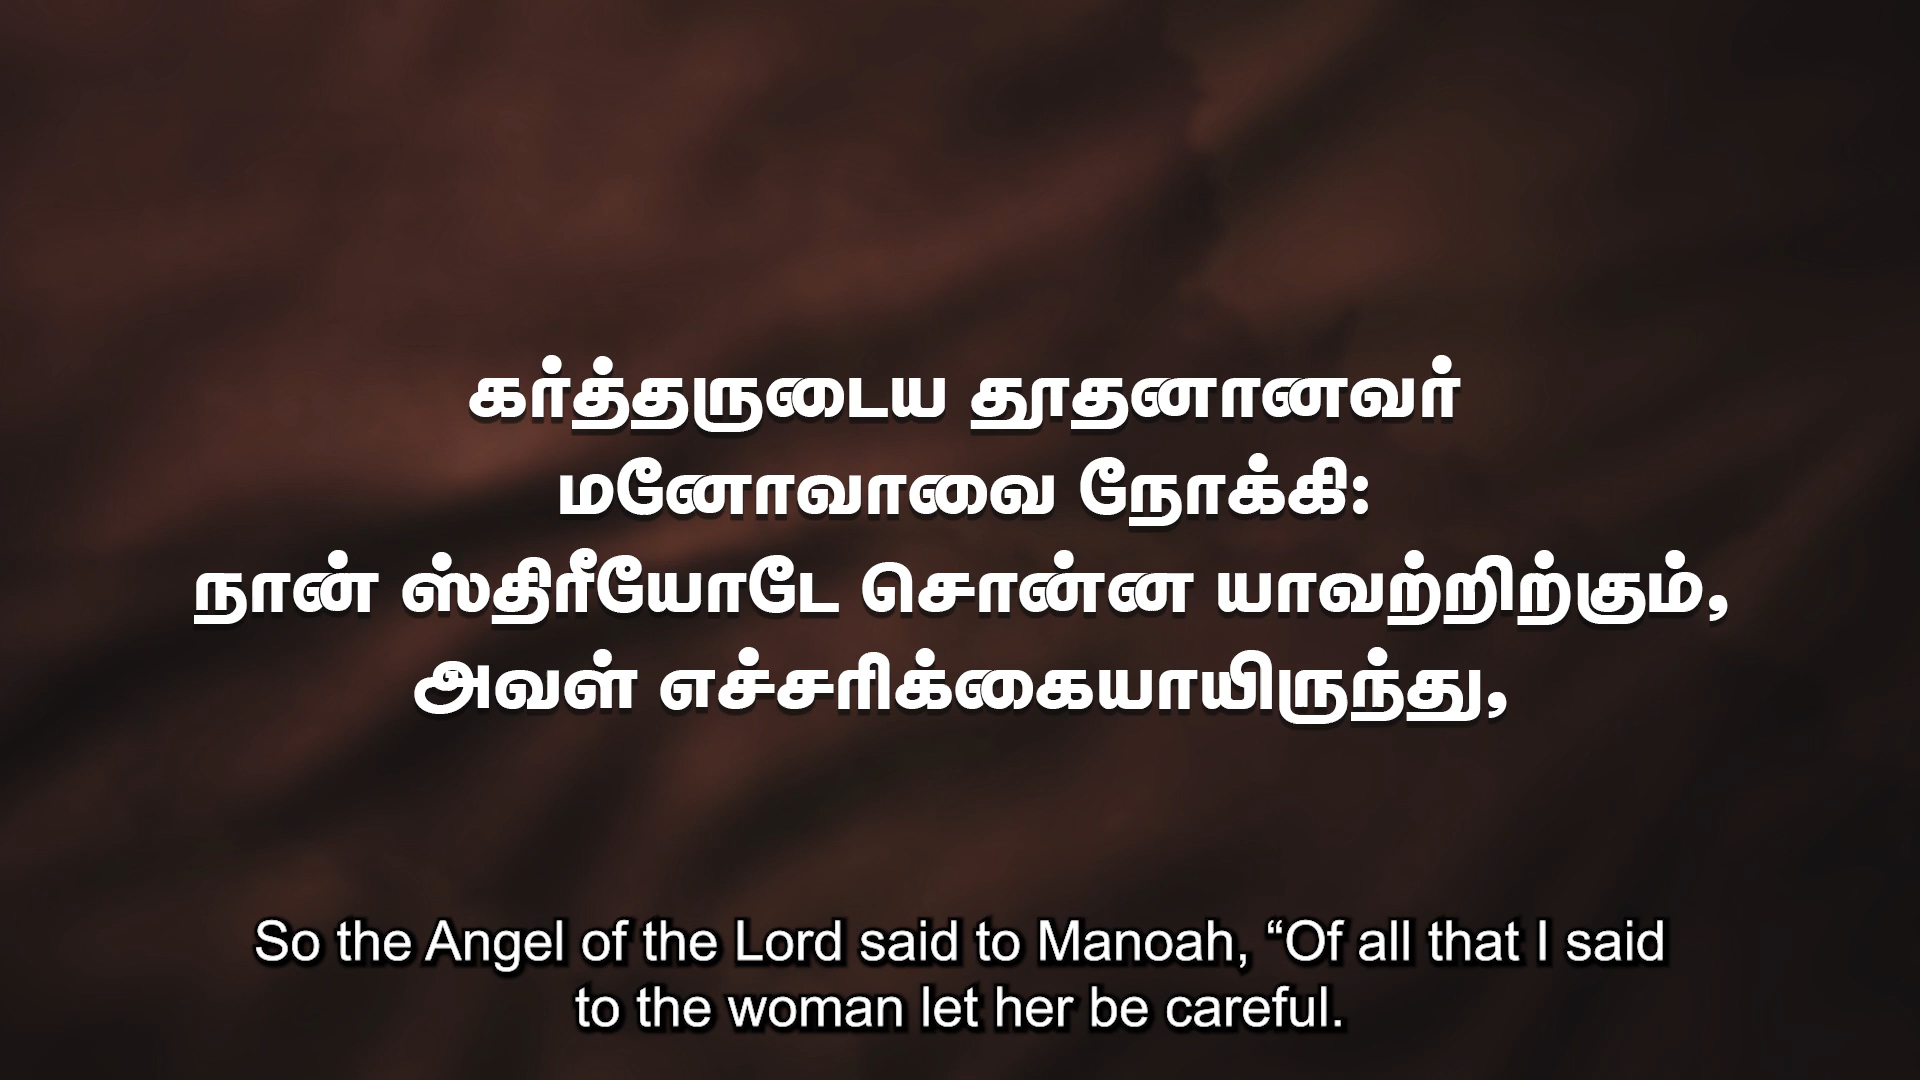 கர்த்தருடைய தூதனானவர்
மனோவாவை நோக்கி:
நான் ஸ்திரீயோடே சொன்ன யாவற்றிற்கும்,
அவள் எச்சரிக்கையாயிருந்து,
So the Angel of the Lord said to Manoah, “Of all that I said
to the woman let her be careful.